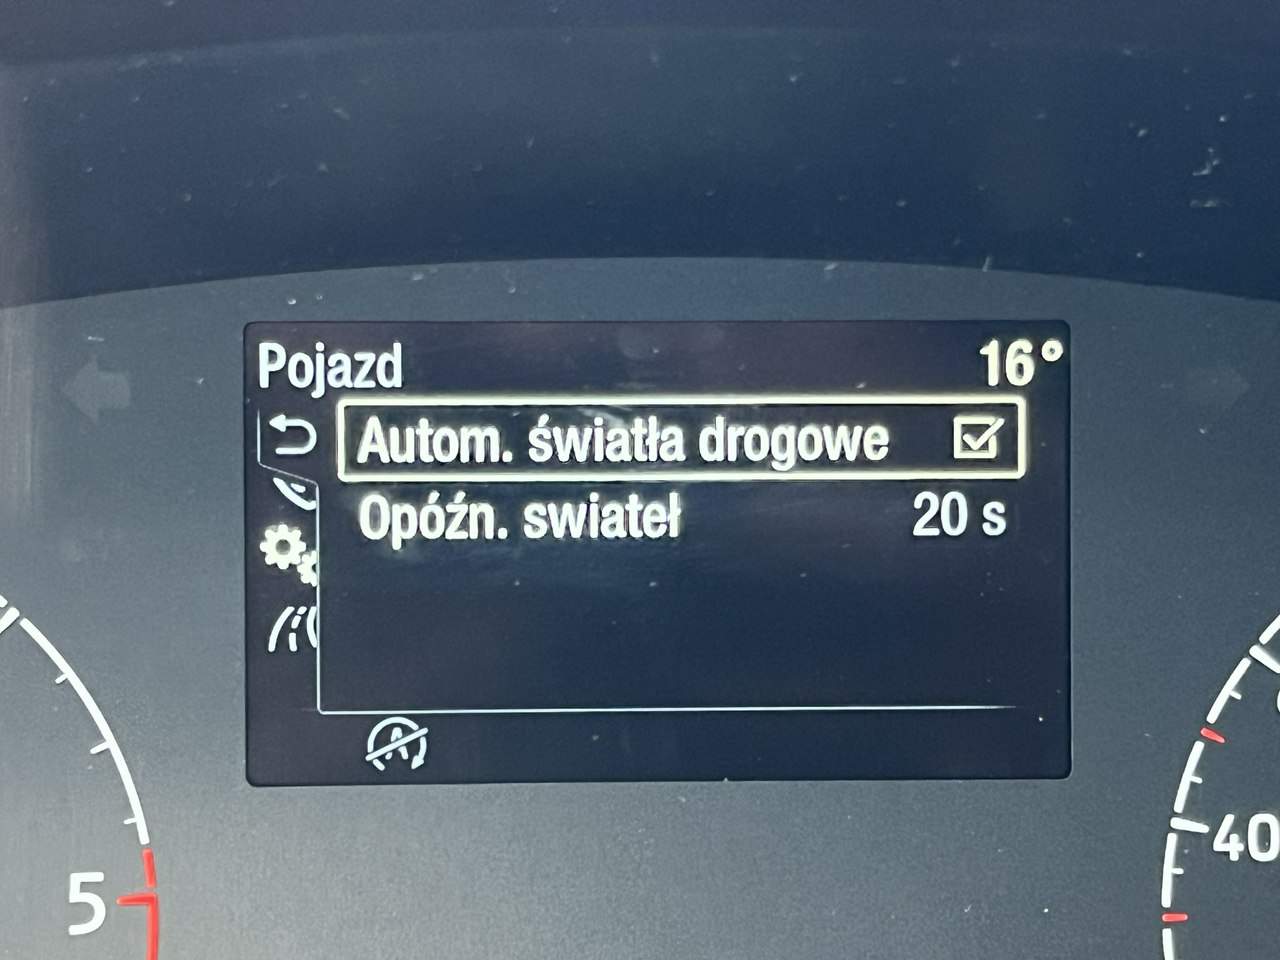 Pojazd 16°
Autom. światła drogowe
Opóźn. swiateł 20 s
A
5
40